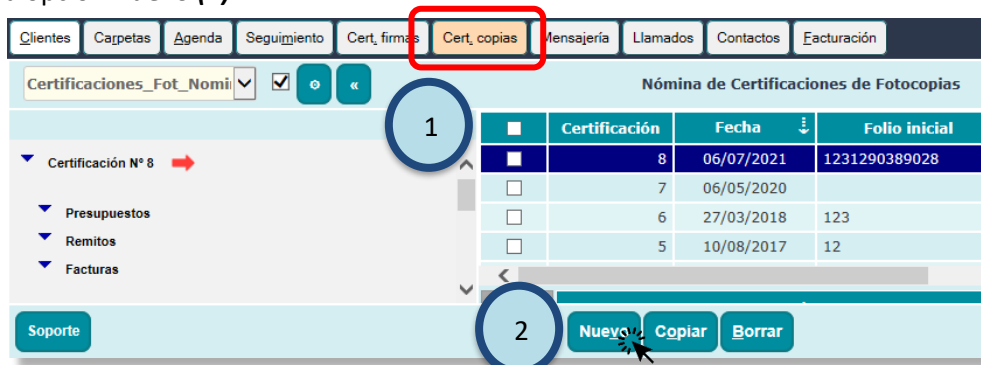 Clientes Carpetas Agenda Seguimiento Cert. firmas Cert. copias Mensajería Llamados Contactos Facturación
Certificaciones_Fot_Nomi «
Nómina de Certificaciones de Fotocopias
1
Certificación Fecha Folio inicial
Certificación Nº 8
8 06/07/2021 1231290389028
7 06/05/2020
Presupuestos
6 27/03/2018 123
Remitos
5 10/08/2017 12
Facturas
Soporte
2
Nuevo Copiar Borrar